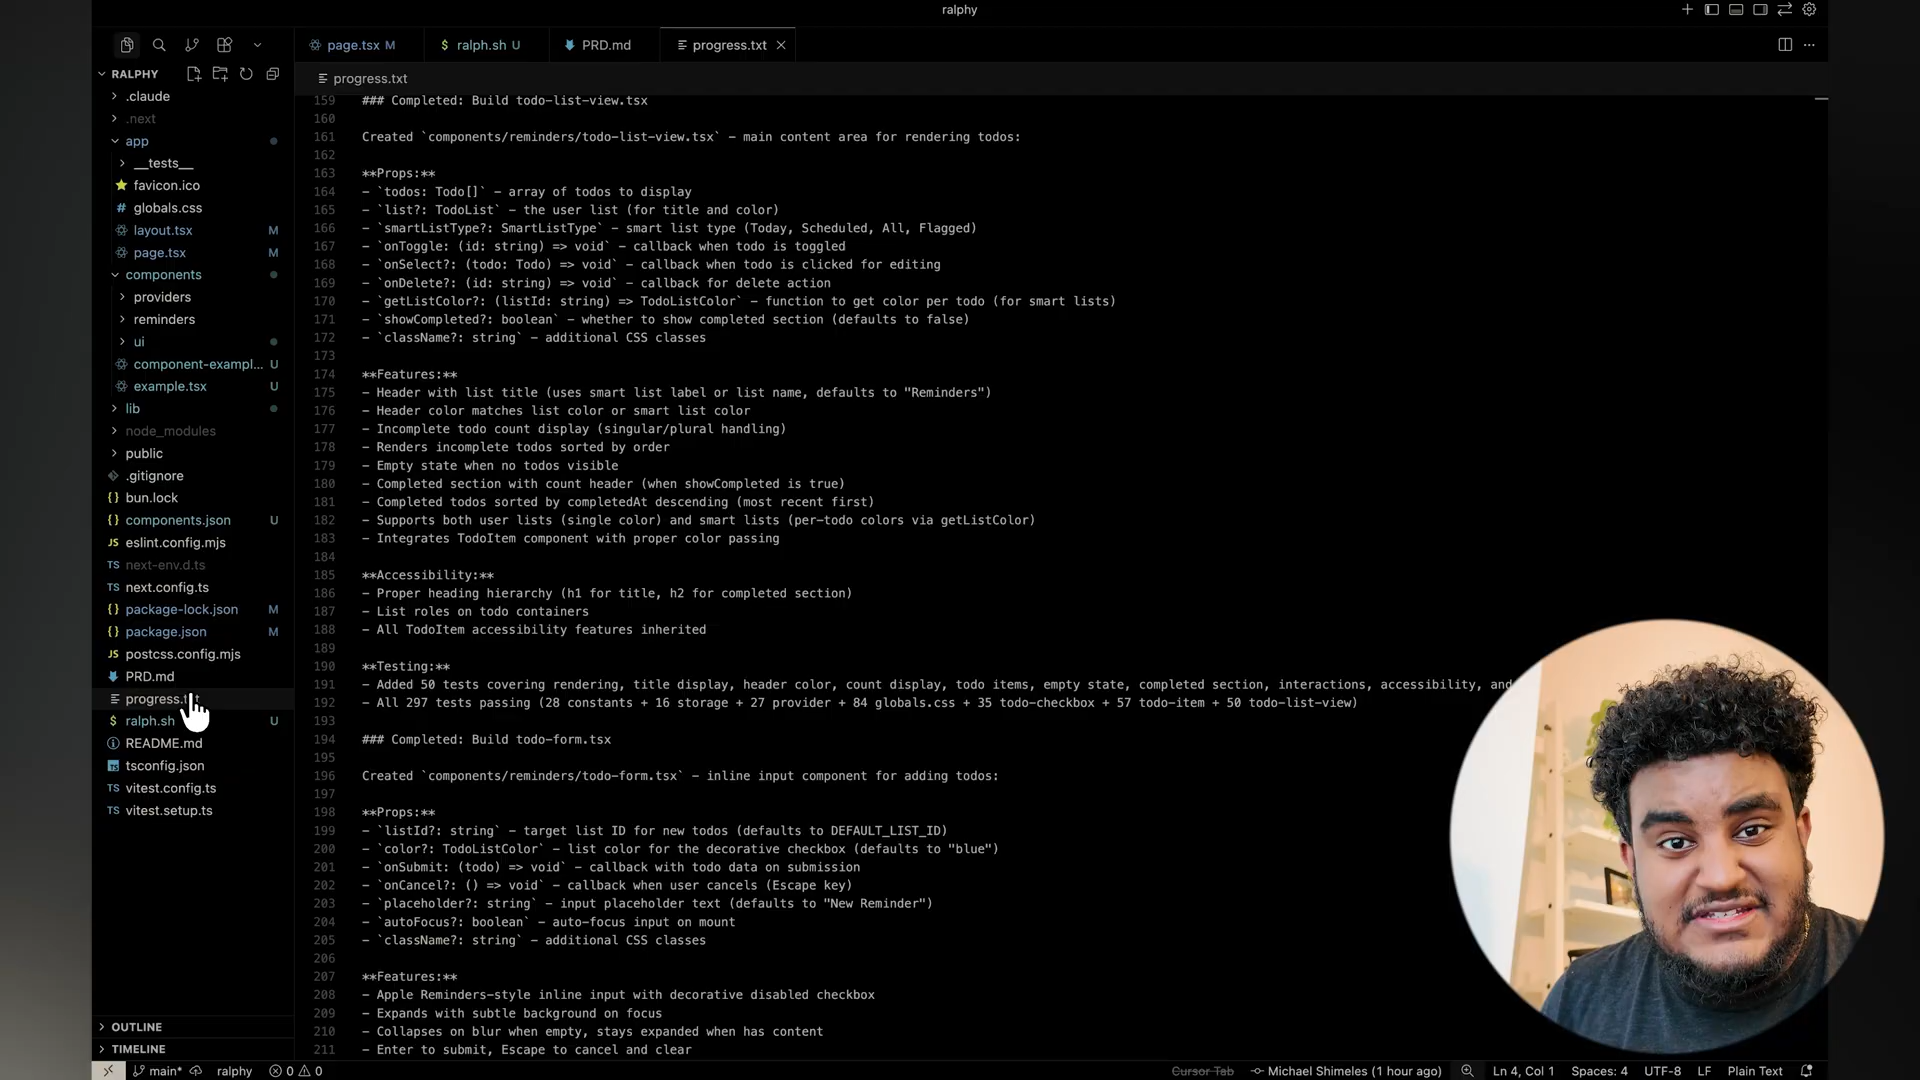 ralphy
page.tsx M
$ ralph.sh U
PRD.md
progress.txt
RALPHY
progress.txt
.claude
.next
app
__tests__
favicon.ico
# globals.css
layout.tsx M
page.tsx M
components
providers
reminders
ui
component-exampl... U
example.tsx U
lib
node_modules
public
.gitignore
{} bun.lock
{} components.json U
JS eslint.config.mjs
TS next-env.d.ts
TS next.config.ts
{} package-lock.json M
{} package.json M
JS postcss.config.mjs
PRD.md
progress.txt
$ ralph.sh U
README.md
TS tsconfig.json
TS vitest.config.ts
TS vitest.setup.ts
OUTLINE
TIMELINE
159 ### Completed: Build todo-list-view.tsx
160
161 Created `components/reminders/todo-list-view.tsx` - main content area for rendering todos:
162
163 **Props:**
164 - `todos: Todo[]` - array of todos to display
165 - `list?: TodoList` - the user list (for title and color)
166 - `smartListType?: SmartListType` - smart list type (Today, Scheduled, All, Flagged)
167 - `onToggle: (id: string) => void` - callback when todo is toggled
168 - `onSelect?: (todo: Todo) => void` - callback when todo is clicked for editing
169 - `onDelete?: (id: string) => void` - callback for delete action
170 - `getListColor?: (listId: string) => TodoListColor` - function to get color per todo (for smart lists)
171 - `showCompleted?: boolean` - whether to show completed section (defaults to false)
172 - `className?: string` - additional CSS classes
173
174 **Features:**
175 - Header with list title (uses smart list label or list name, defaults to "Reminders")
176 - Header color matches list color or smart list color
177 - Incomplete todo count display (singular/plural handling)
178 - Renders incomplete todos sorted by order
179 - Empty state when no todos visible
180 - Completed section with count header (when showCompleted is true)
181 - Completed todos sorted by completedAt descending (most recent first)
182 - Supports both user lists (single color) and smart lists (per-todo colors via getListColor)
183 - Integrates TodoItem component with proper color passing
184
185 **Accessibility:**
186 - Proper heading hierarchy (h1 for title, h2 for completed section)
187 - List roles on todo containers
188 - All TodoItem accessibility features inherited
189
190 **Testing:**
191 - Added 50 tests covering rendering, title display, header color, count display, todo items, empty state, completed section, interactions, accessibility, and
192 - All 297 tests passing (28 constants + 16 storage + 27 provider + 84 globals.css + 35 todo-checkbox + 57 todo-item + 50 todo-list-view)
193
194 ### Completed: Build todo-form.tsx
195
196 Created `components/reminders/todo-form.tsx` - inline input component for adding todos:
197
198 **Props:**
199 - `listId?: string` - target list ID for new todos (defaults to DEFAULT_LIST_ID)
200 - `color?: TodoListColor` - list color for the decorative checkbox (defaults to "blue")
201 - `onSubmit: (todo) => void` - callback with todo data on submission
202 - `onCancel?: () => void` - callback when user cancels (Escape key)
203 - `placeholder?: string` - input placeholder text (defaults to "New Reminder")
204 - `autoFocus?: boolean` - auto-focus input on mount
205 - `className?: string` - additional CSS classes
206
207 **Features:**
208 - Apple Reminders-style inline input with decorative disabled checkbox
209 - Expands with subtle background on focus
210 - Collapses on blur when empty, stays expanded when has content
211 - Enter to submit, Escape to cancel and clear
main* ralphy 0 0 Cursor Tab Michael Shimeles (1 hour ago) Ln 4, Col 1 Spaces: 4 UTF-8 LF Plain Text